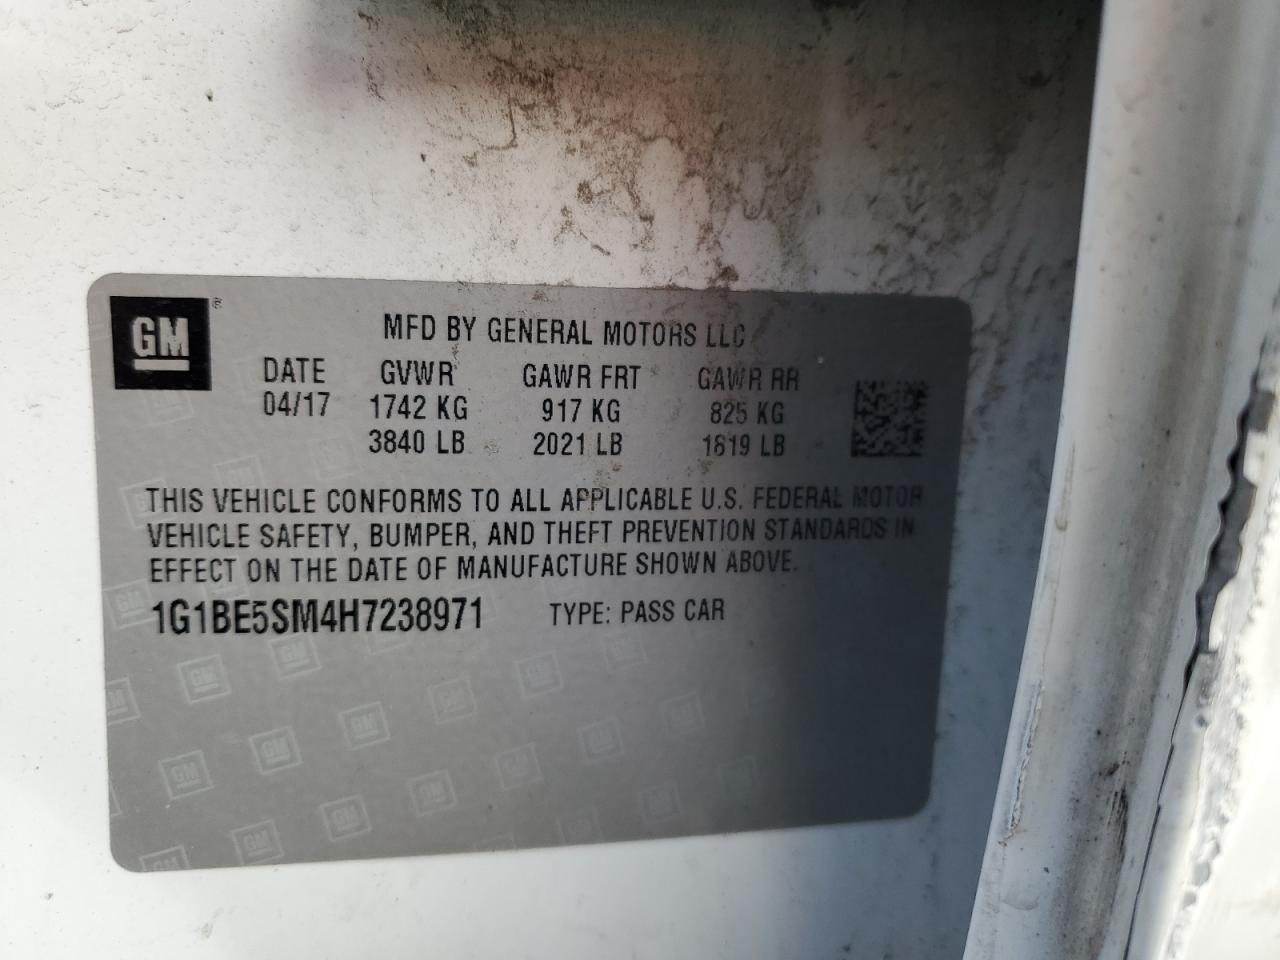 GM ®
MFD BY GENERAL MOTORS LLC
DATE GVWR GAWR FRT GAWR RR
04/17 1742 KG 917 KG 825 KG
3840 LB 2021 LB 1819 LB
THIS VEHICLE CONFORMS TO ALL APPLICABLE U.S. FEDERAL MOTOR
VEHICLE SAFETY, BUMPER, AND THEFT PREVENTION STANDARDS IN
EFFECT ON THE DATE OF MANUFACTURE SHOWN ABOVE.
1G1BE5SM4H7238971 TYPE: PASS CAR